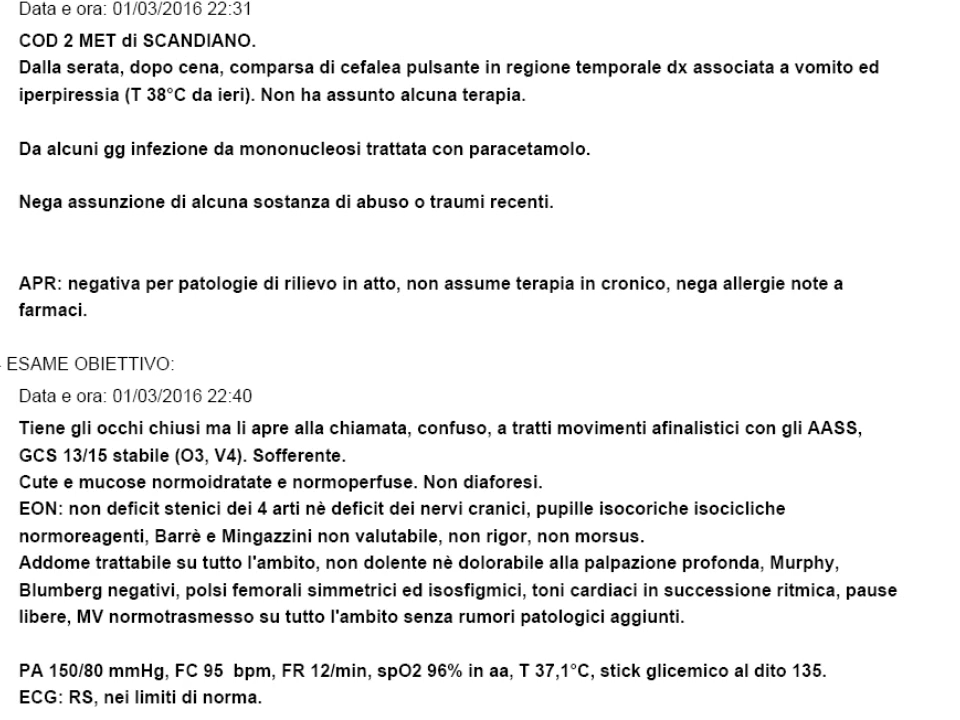 Data e ora: 01/03/2016 22:31
COD 2 MET di SCANDIANO.
Dalla serata, dopo cena, comparsa di cefalea pulsante in regione temporale dx associata a vomito ed
iperpiressia (T 38°C da ieri). Non ha assunto alcuna terapia.
Da alcuni gg infezione da mononucleosi trattata con paracetamolo.
Nega assunzione di alcuna sostanza di abuso o traumi recenti.
APR: negativa per patologie di rilievo in atto, non assume terapia in cronico, nega allergie note a
farmaci.
- ESAME OBIETTIVO:
Data e ora: 01/03/2016 22:40
Tiene gli occhi chiusi ma li apre alla chiamata, confuso, a tratti movimenti afinalistici con gli AASS,
GCS 13/15 stabile (O3, V4). Sofferente.
Cute e mucose normoidratate e normoperfuse. Non diaforesi.
EON: non deficit stenici dei 4 arti nè deficit dei nervi cranici, pupille isocoriche isocicliche
normoreagenti, Barrè e Mingazzini non valutabile, non rigor, non morsus.
Addome trattabile su tutto l'ambito, non dolente nè dolorabile alla palpazione profonda, Murphy,
Blumberg negativi, polsi femorali simmetrici ed isosfigmici, toni cardiaci in successione ritmica, pause
libere, MV normotrasmesso su tutto l'ambito senza rumori patologici aggiunti.
PA 150/80 mmHg, FC 95 bpm, FR 12/min, spO2 96% in aa, T 37,1°C, stick glicemico al dito 135.
ECG: RS, nei limiti di norma.